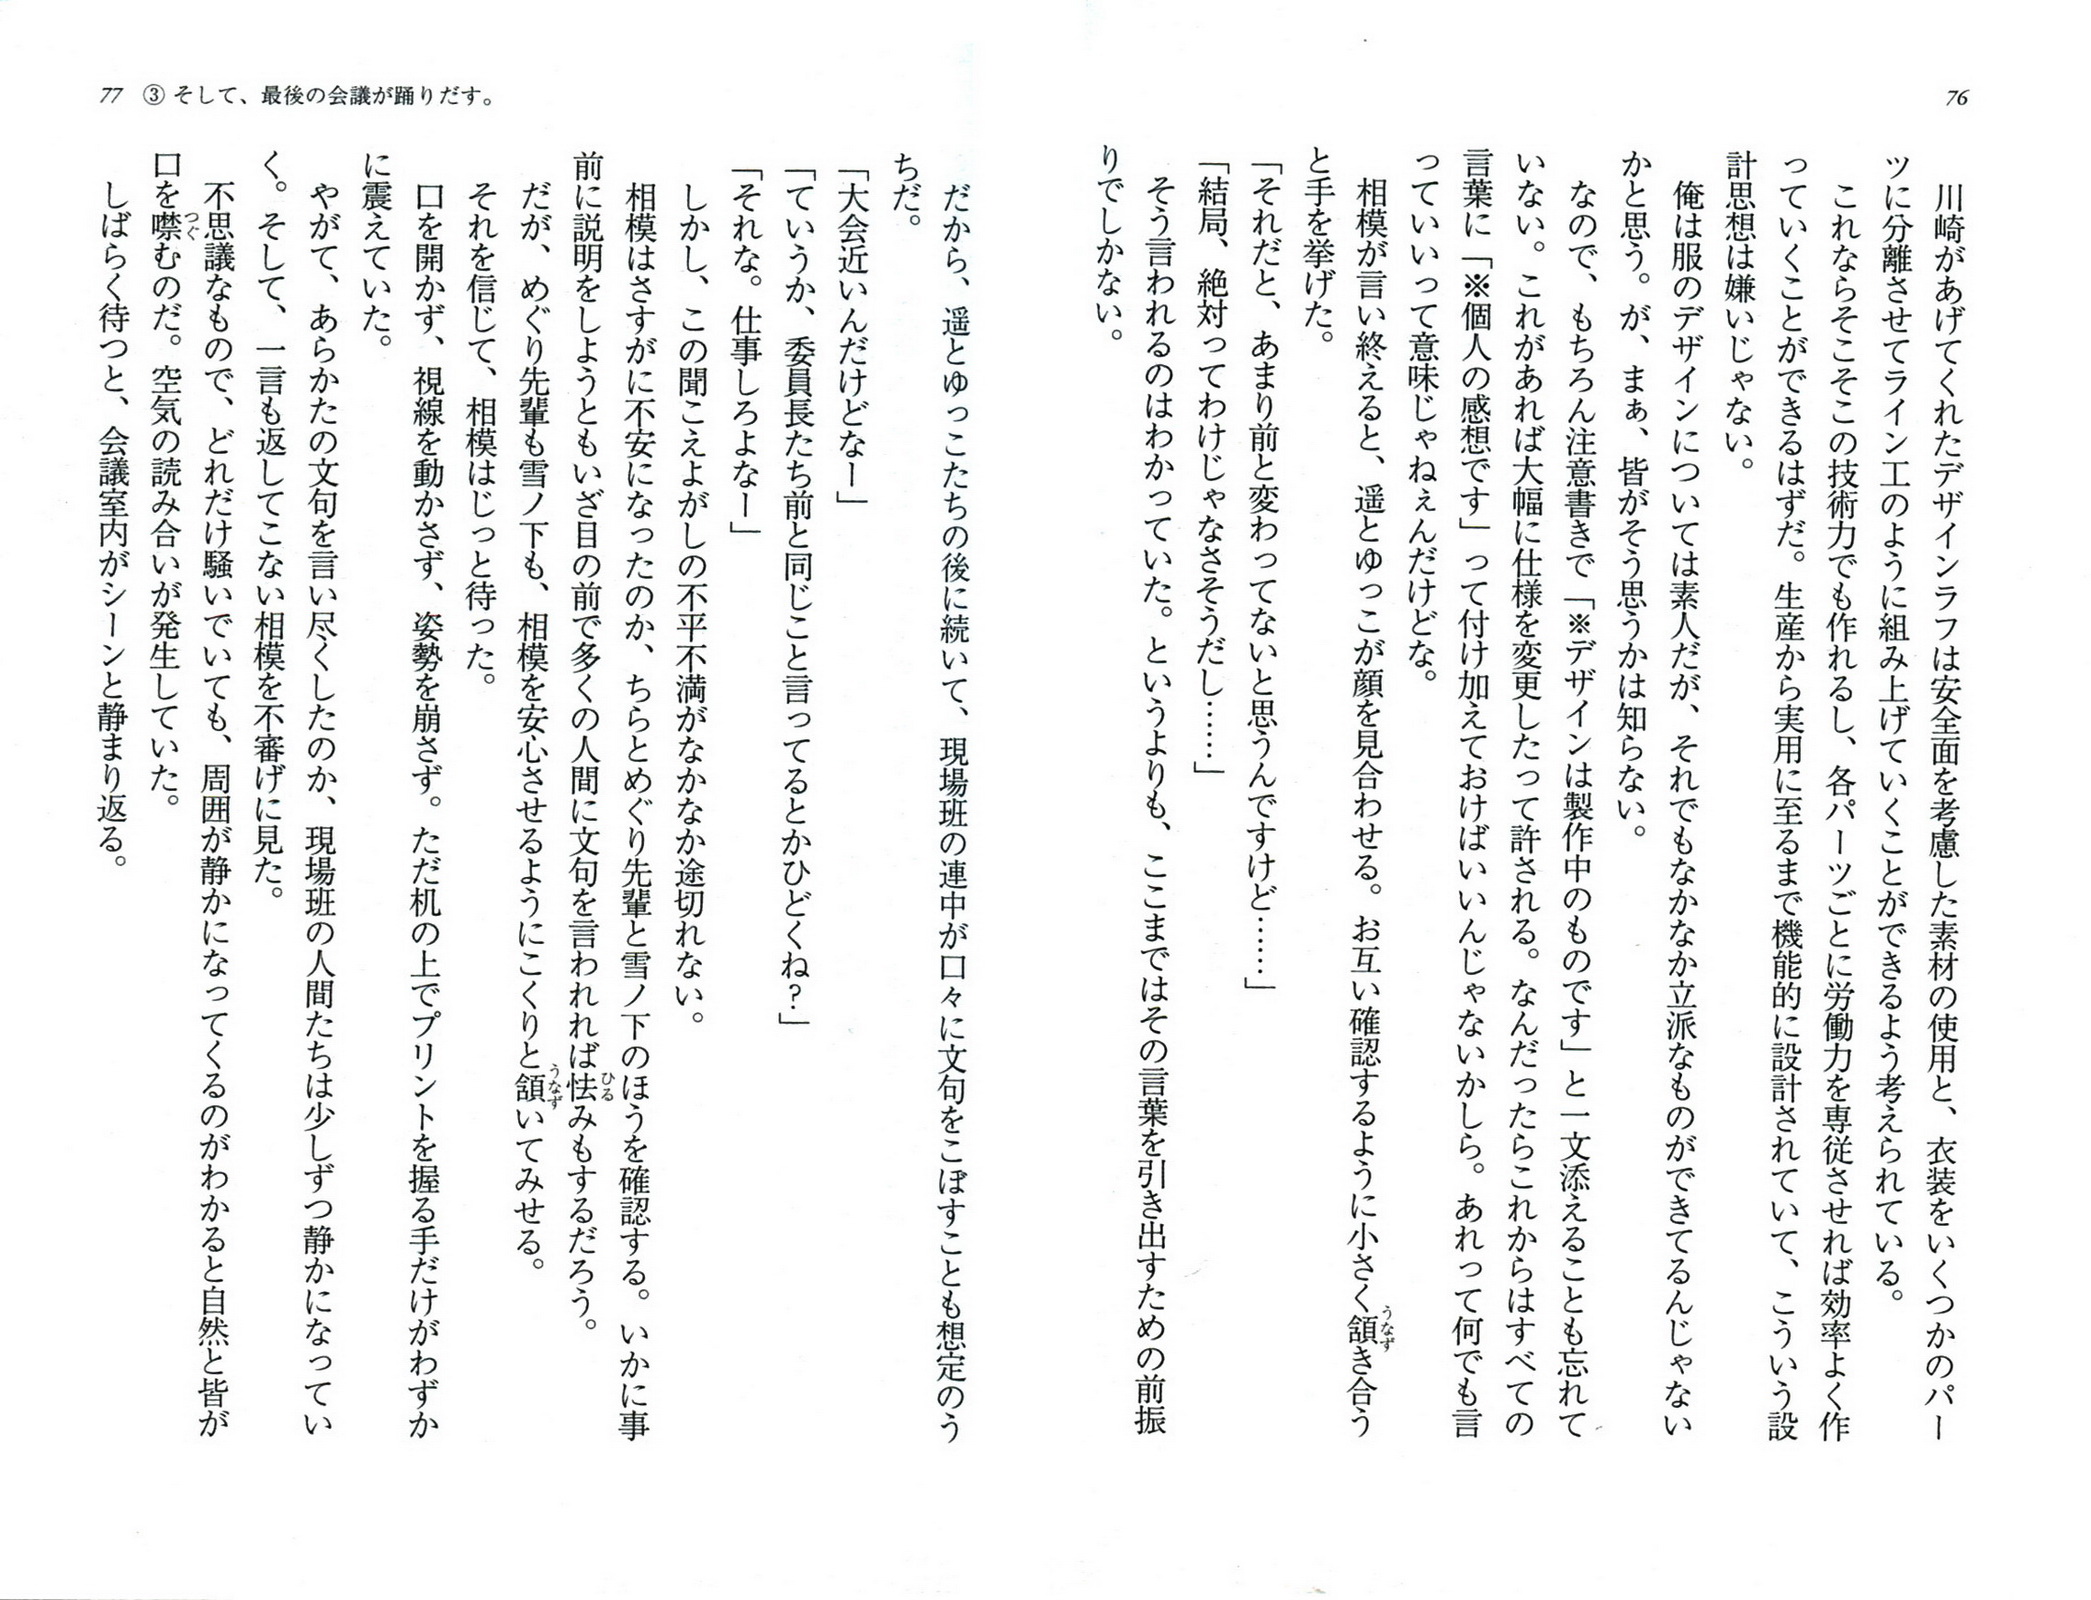 76
川崎があげてくれたデザインラフは安全面を考慮した素材の使用と、衣装をいくつかのパー
ツに分離させてライン工のように組み上げていくことができるよう考えられている。
これならそこそこの技術力でも作れるし、各パーツごとに労働力を専従させれば効率よく作
っていくことができるはずだ。生産から実用に至るまで機能的に設計されていて、こういう設
計思想は嫌いじゃない。
俺は服のデザインについては素人だが、それでもなかなか立派なものができてるんじゃない
かと思う。が、まぁ、皆がそう思うかは知らない。
なので、もちろん注意書きで「※デザインは製作中のものです」と一文添えることも忘れて
いない。これがあれば大幅に仕様を変更したって許される。なんだったらこれからはすべての
言葉に「※個人の感想です」って付け加えておけばいいんじゃないかしら。あれって何でも言
っていいって意味じゃねぇんだけどな。
相模が言い終えると、遥とゆっこが顔を見合わせる。お互い確認するように小さく頷き合う
と手を挙げた。
「それだと、あまり前と変わってないと思うんですけど……」
「結局、絶対ってわけじゃなさそうだし……」
そう言われるのはわかっていた。というよりも、ここまではその言葉を引き出すための前振
りでしかない。
77 ③ そして、最後の会議が踊りだす。
だから、遥とゆっこたちの後に続いて、現場班の連中が口々に文句をこぼすことも想定のう
ちだ。
「大会近いんだけどなー」
「ていうか、委員長たち前と同じこと言ってるとかひどくね？」
「それな。仕事しろよなー」
しかし、この聞こえよがしの不平不満がなかなか途切れない。
相模はさすがに不安になったのか、ちらとめぐり先輩と雪ノ下のほうを確認する。いかに事
前に説明をしようともいざ目の前で多くの人間に文句を言われれば怯みもするだろう。
だが、めぐり先輩も雪ノ下も、相模を安心させるようにこくりと頷いてみせる。
それを信じて、相模はじっと待った。
口を開かず、視線を動かさず、姿勢を崩さず。ただ机の上でプリントを握る手だけがわずか
に震えていた。
やがて、あらかたの文句を言い尽くしたのか、現場班の人間たちは少しずつ静かになってい
く。そして、一言も返してこない相模を不審げに見た。
不思議なもので、どれだけ騒いでいても、周囲が静かになってくるのがわかると自然と皆が
口を噤むのだ。空気の読み合いが発生していた。
しばらく待つと、会議室内がシーンと静まり返る。